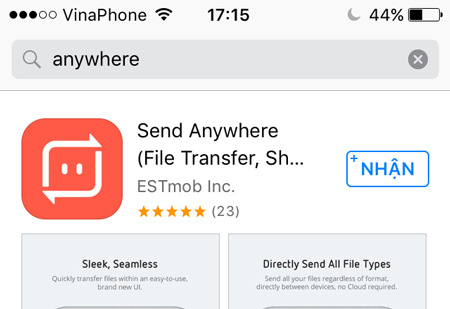 VinaPhone 17:15 44%
anywhere
Send Anywhere
(File Transfer, Sh...
ESTmob Inc.
(23)
+NHẬN
Sleek, Seamless
Quickly transfer files within an easy-to-use,
brand new UI.
Directly Send All File Types
Send all your files regardless of format,
directly between devices, no Cloud required.